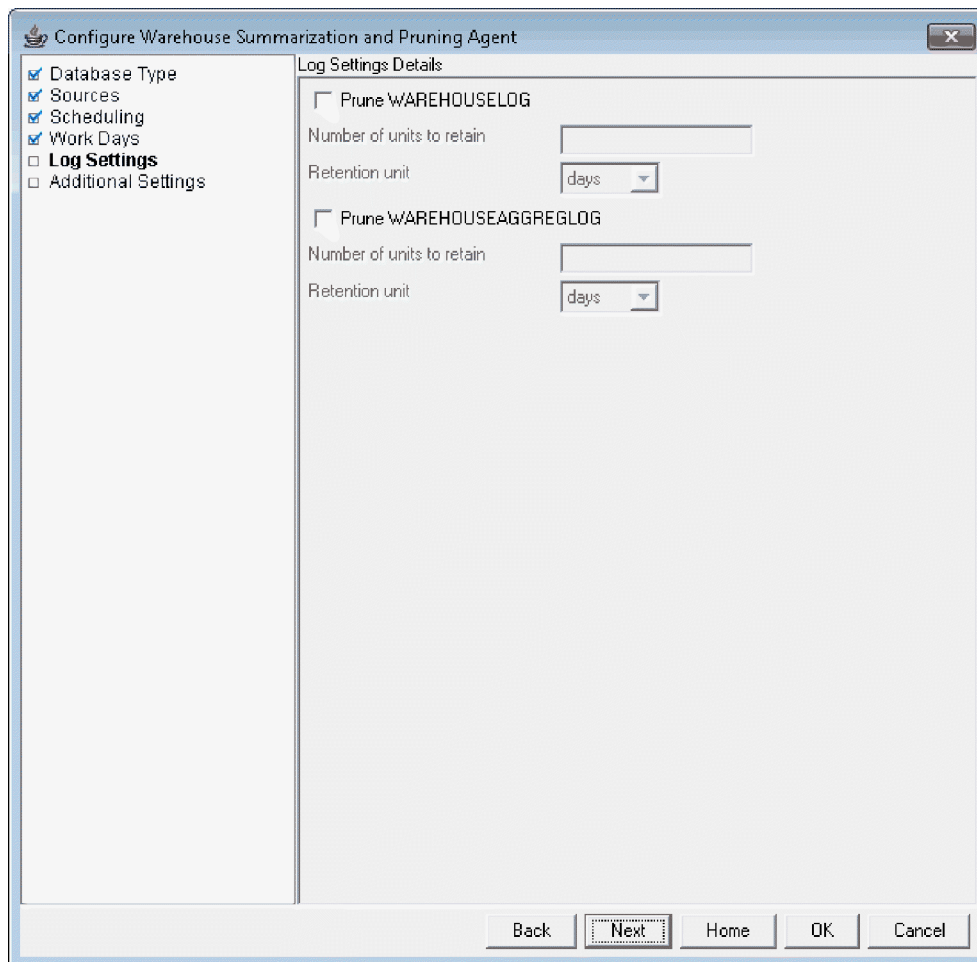 Configure Warehouse Summarization and Pruning Agent
Database Type
Sources
Scheduling
Work Days
Log Settings
Additional Settings
Log Settings Details
Prune WAREHOUSELOG
Number of units to retain
Retention unit
days
Prune WAREHOUSEAGGREGLOG
Number of units to retain
Retention unit
days
Back
Next
Home
OK
Cancel